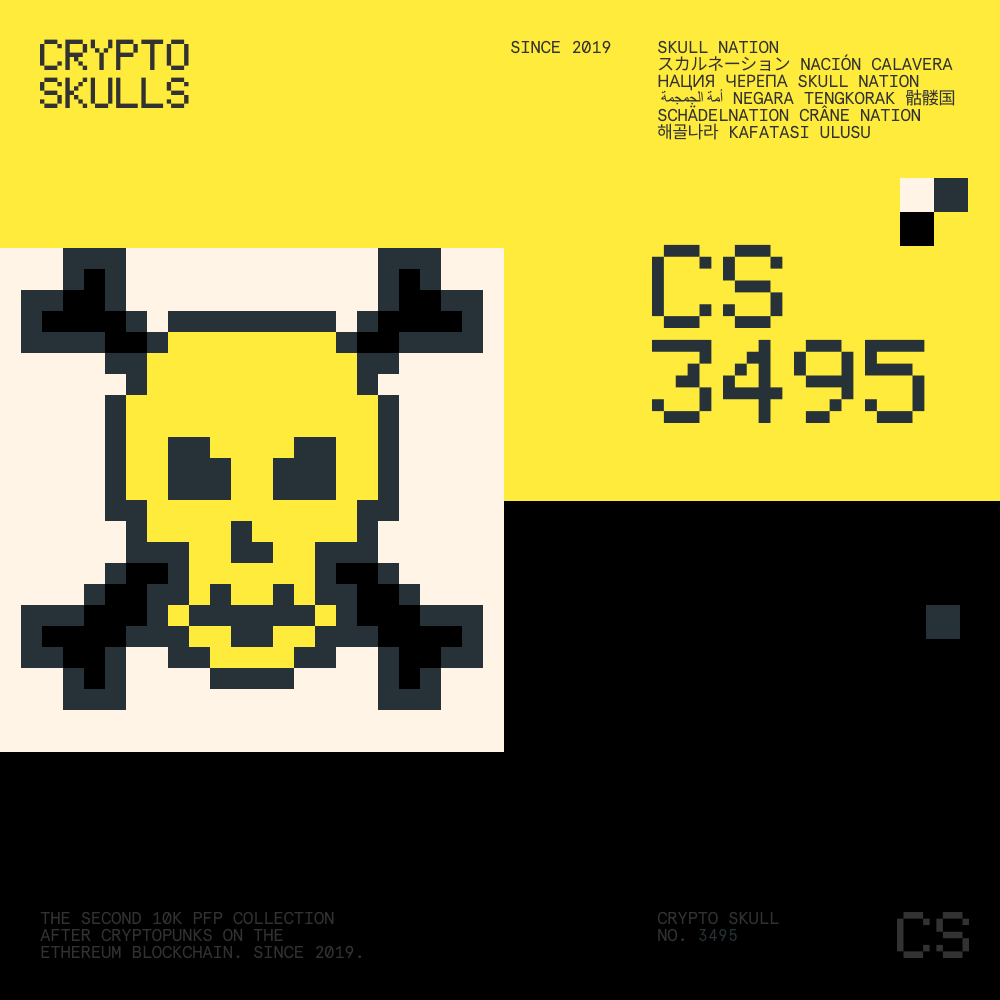 CRYPTO
SKULLS
SINCE 2019
SKULL NATION
スカルネーション NACIÓN CALAVERA
НАЦИЯ ЧЕРЕПА SKULL NATION
أمة الجمجمة NEGARA TENGKORAK 骷髅国
SCHÄDELNATION CRÂNE NATION
해골나라 KAFATASI ULUSU
CS
3495
THE SECOND 10K PFP COLLECTION
AFTER CRYPTOPUNKS ON THE
ETHEREUM BLOCKCHAIN. SINCE 2019.
CRYPTO SKULL
NO. 3495
CS